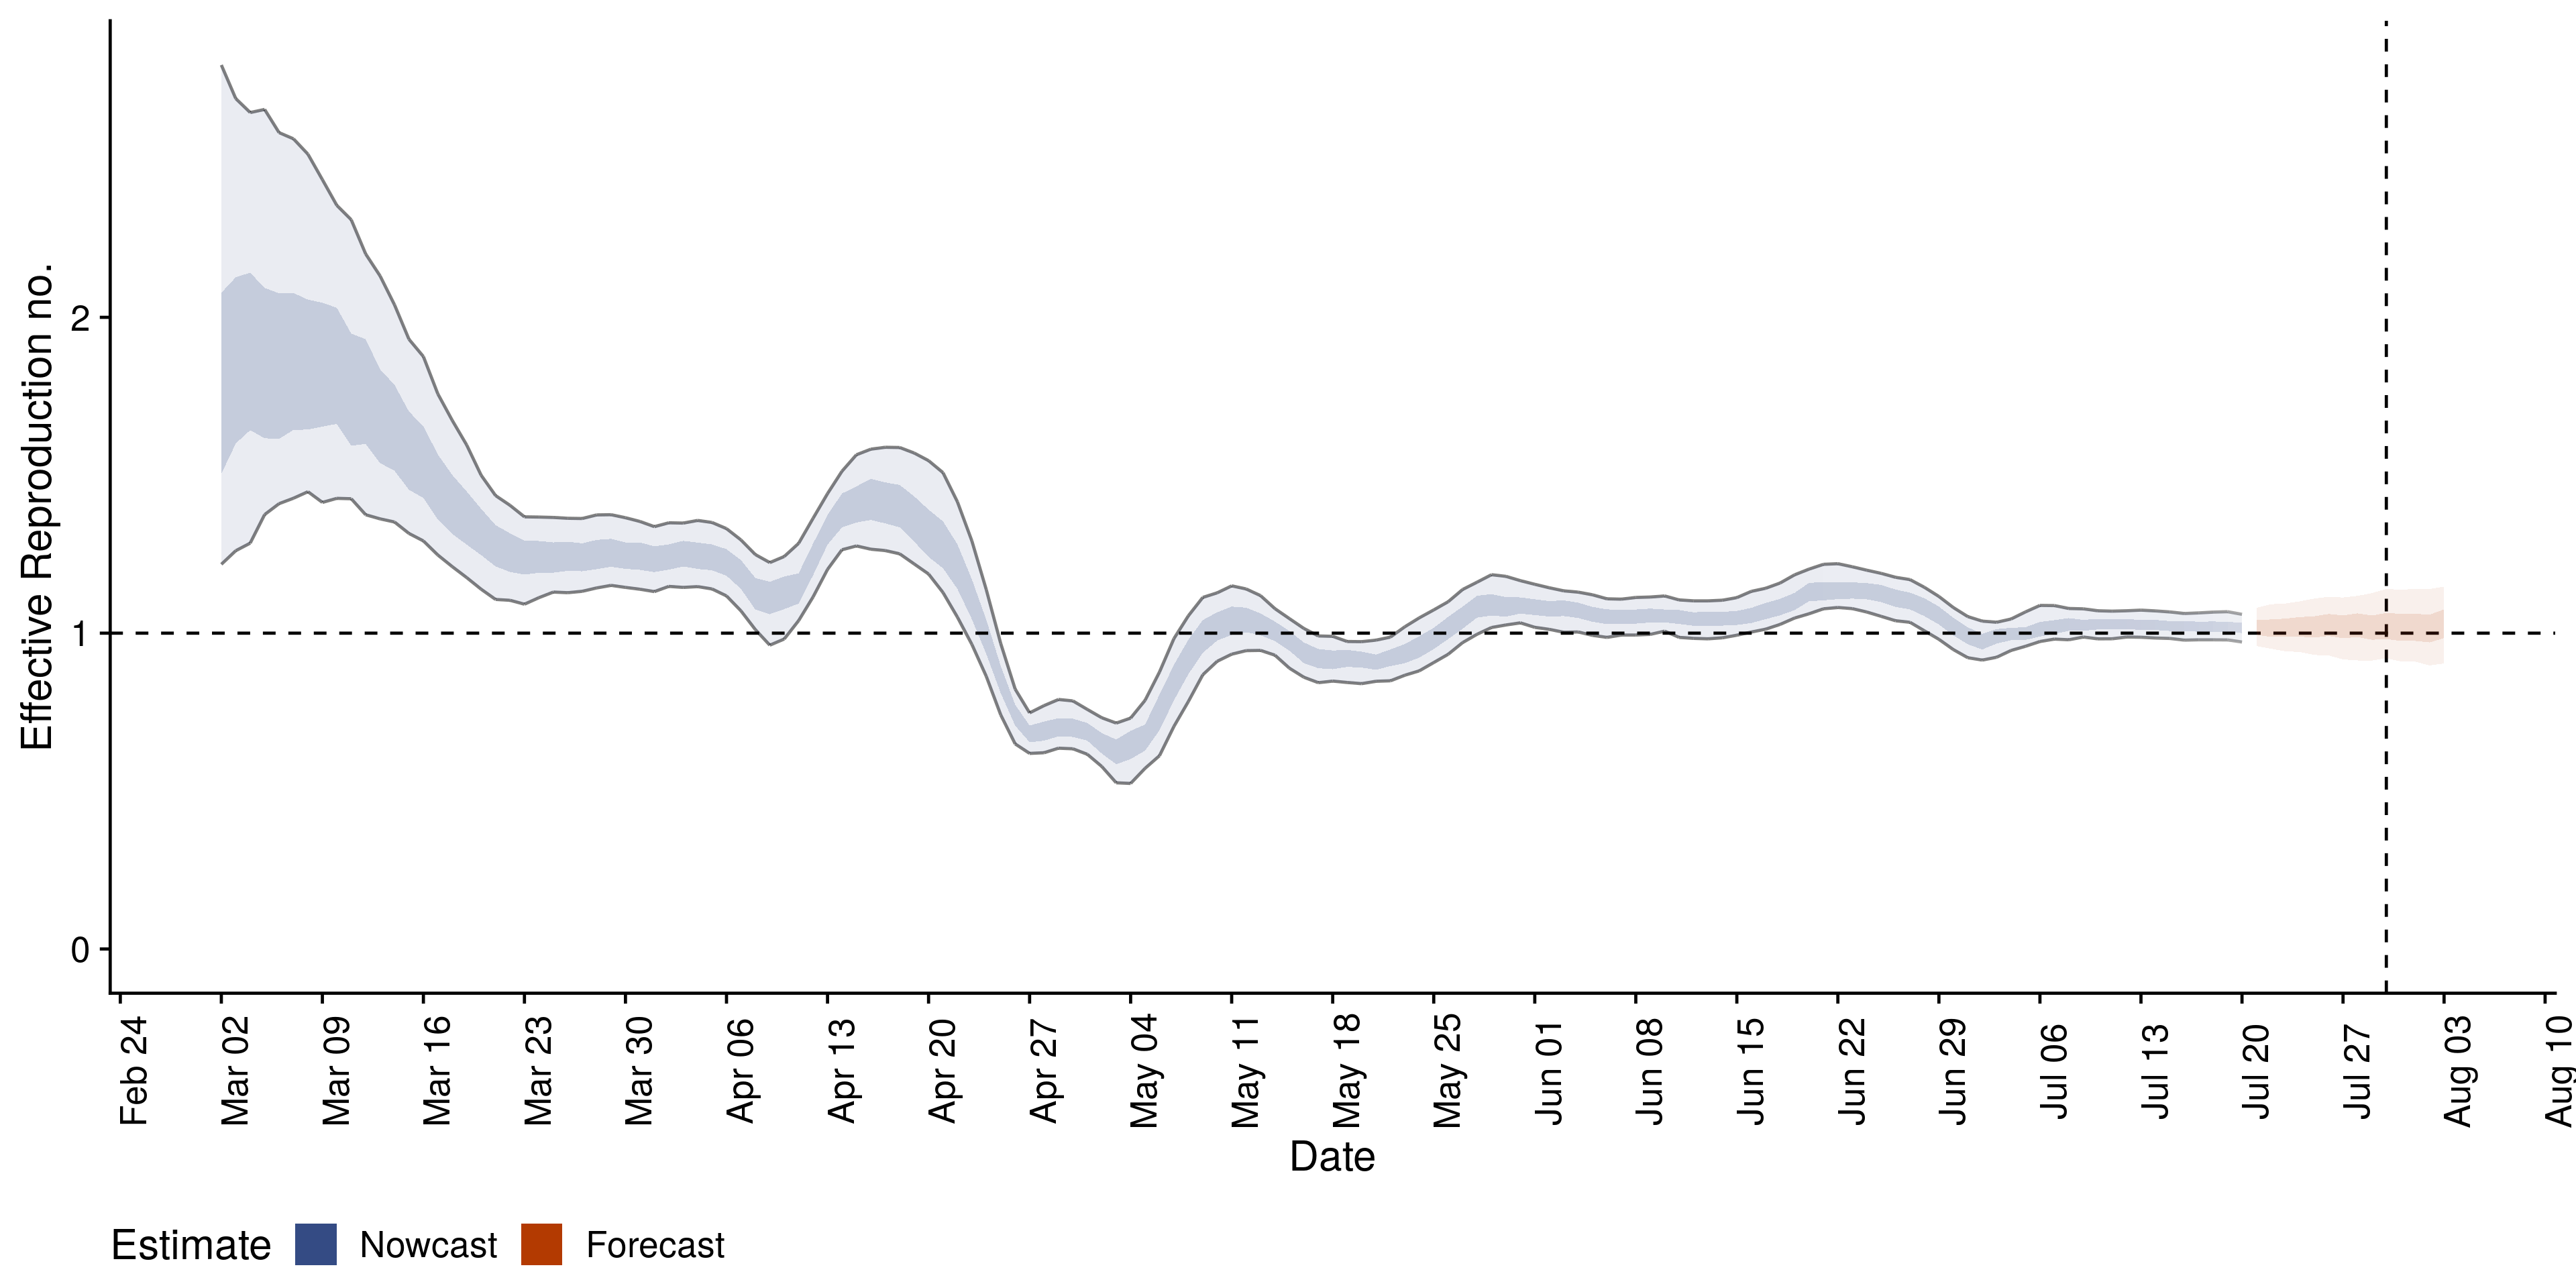 Effective Reproduction no.
2
1
0
Feb 24
Mar 02
Mar 09
Mar 16
Mar 23
Mar 30
Apr 06
Apr 13
Apr 20
Apr 27
May 04
May 11
May 18
May 25
Jun 01
Jun 08
Jun 15
Jun 22
Jun 29
Jul 06
Jul 13
Jul 20
Jul 27
Aug 03
Aug 10
Date
Estimate Nowcast Forecast